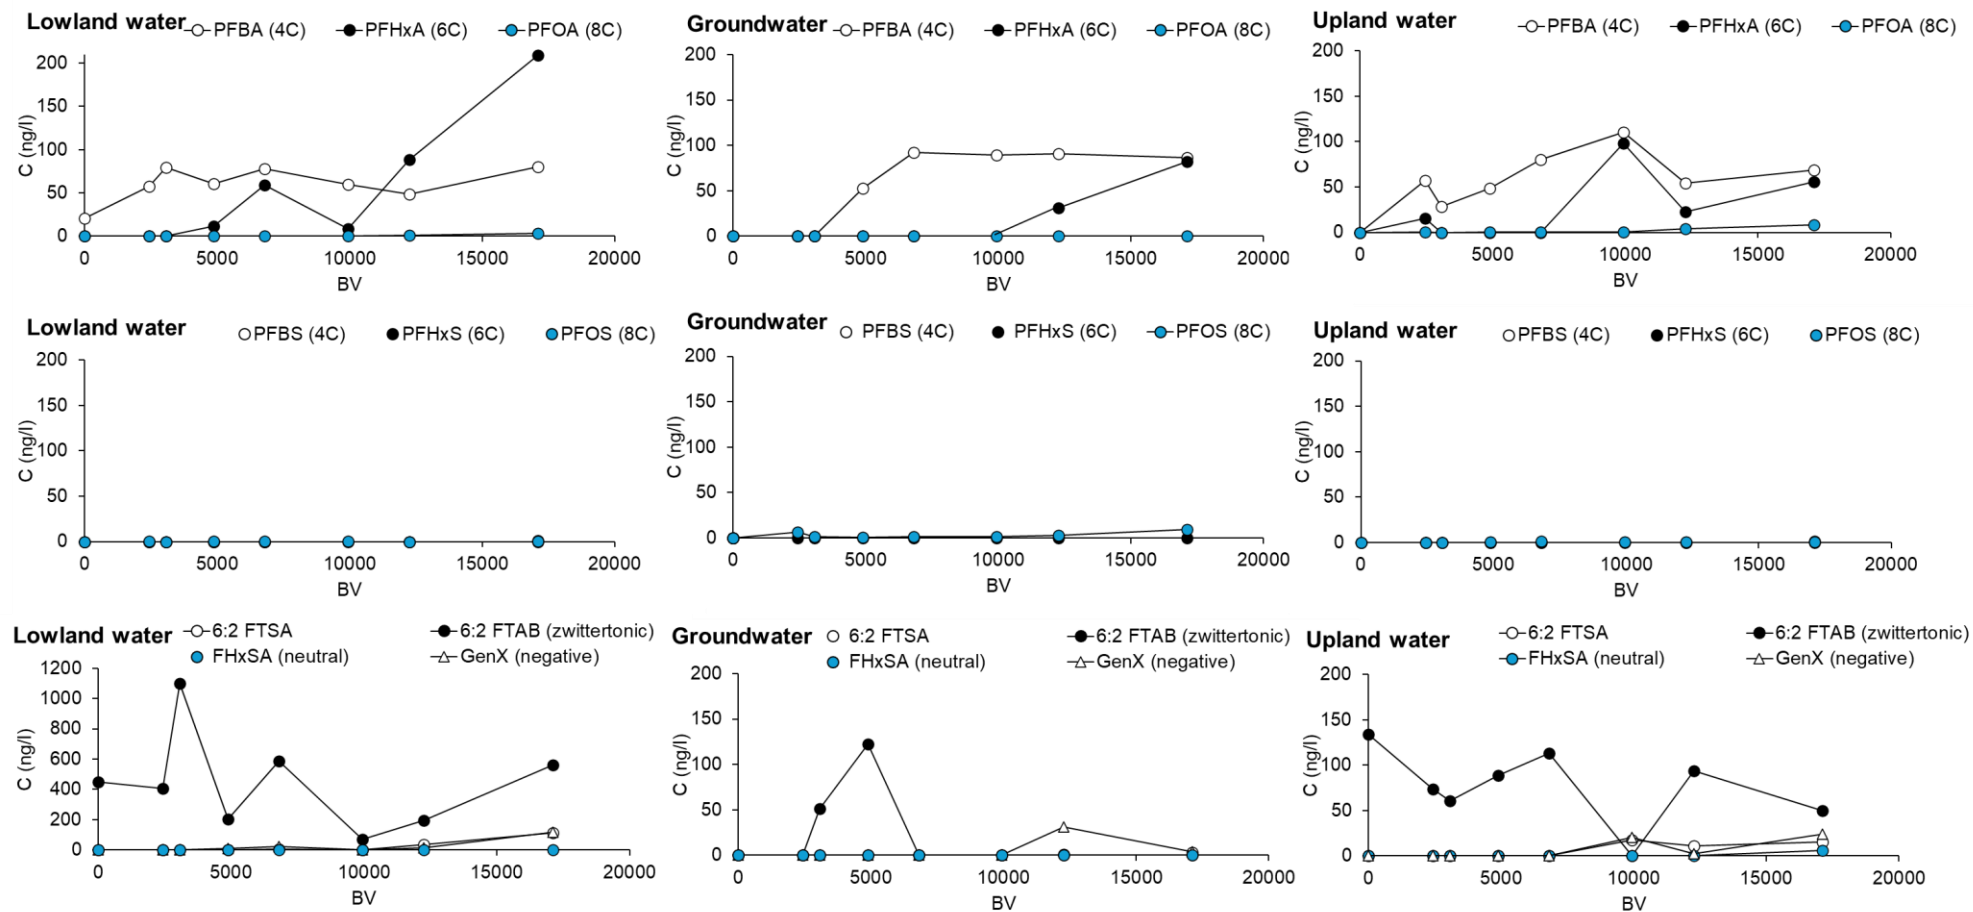 Lowland water PFBA (4C) PFHxA (6C) PFOA (8C)
200
150
100
50
0
C (ng/l)
0 5000 10000 15000 20000
BV
Groundwater PFBA (4C) PFHxA (6C) PFOA (8C)
200
150
100
50
0
C (ng/l)
0 5000 10000 15000 20000
BV
Upland water PFBA (4C) PFHxA (6C) PFOA (8C)
200
150
100
50
0
C (ng/l)
0 5000 10000 15000 20000
BV
Lowland water PFBS (4C) PFHxS (6C) PFOS (8C)
200
150
100
50
0
C (ng/l)
0 5000 10000 15000 20000
BV
Groundwater PFBS (4C) PFHxS (6C) PFOS (8C)
200
150
100
50
0
C (ng/l)
0 5000 10000 15000 20000
BV
Upland water PFBS (4C) PFHxS (6C) PFOS (8C)
200
150
100
50
0
C (ng/l)
0 5000 10000 15000 20000
BV
Lowland water 6:2 FTSA 6:2 FTAB (zwittertonic)
FHxSA (neutral) GenX (negative)
1200
1000
800
600
400
200
0
C (ng/l)
0 5000 10000 15000 20000
BV
Groundwater 6:2 FTSA 6:2 FTAB (zwittertonic)
FHxSA (neutral) GenX (negative)
200
150
100
50
0
C (ng/l)
0 5000 10000 15000 20000
BV
Upland water 6:2 FTSA 6:2 FTAB (zwittertonic)
FHxSA (neutral) GenX (negative)
200
150
100
50
0
C (ng/l)
0 5000 10000 15000 20000
BV